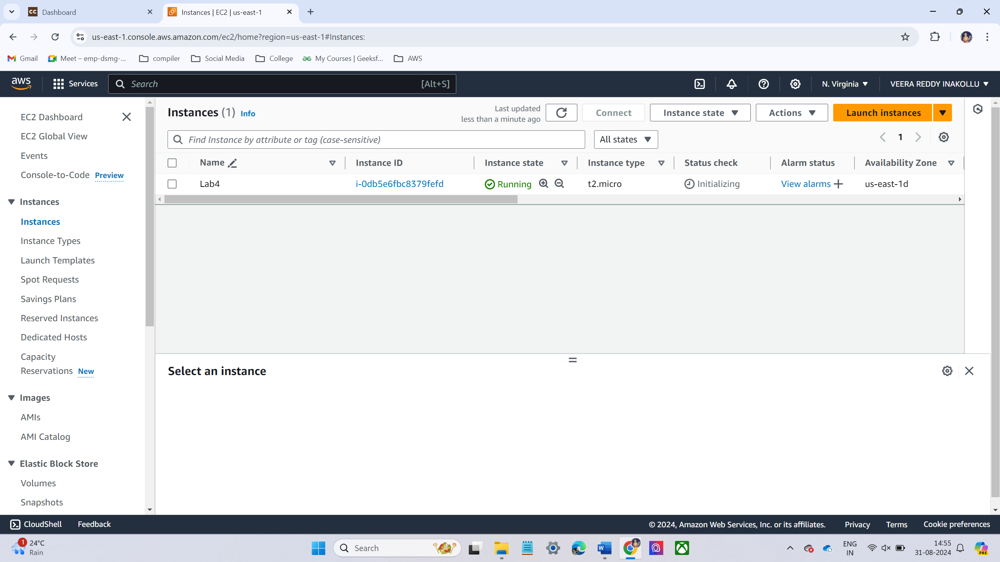 Dashboard
Instances | EC2 | us-east-1
us-east-1.console.aws.amazon.com/ec2/home?region=us-east-1#Instances:
Gmail
Meet – emp-dsmg-...
compiler
Social Media
College
My Courses | Geeksf...
AWS
aws
Services
Search
[Alt+S]
N. Virginia
VEERA REDDY INAKOLLU
EC2 Dashboard
EC2 Global View
Events
Console-to-Code Preview
Instances
Instances
Instance Types
Launch Templates
Spot Requests
Savings Plans
Reserved Instances
Dedicated Hosts
Capacity
Reservations New
Images
AMIs
AMI Catalog
Elastic Block Store
Volumes
Snapshots
Instances (1) Info
Last updated
less than a minute ago
Connect
Instance state
Actions
Launch instances
Find Instance by attribute or tag (case-sensitive)
All states
1
Name
Instance ID
Instance state
Instance type
Status check
Alarm status
Availability Zone
Lab4
i-0db5e6fbc8379fefd
Running
t2.micro
Initializing
View alarms
us-east-1d
Select an instance
CloudShell
Feedback
© 2024, Amazon Web Services, Inc. or its affiliates.
Privacy
Terms
Cookie preferences
1
24°C
Rain
Search
ENG
IN
14:55
31-08-2024
PRE